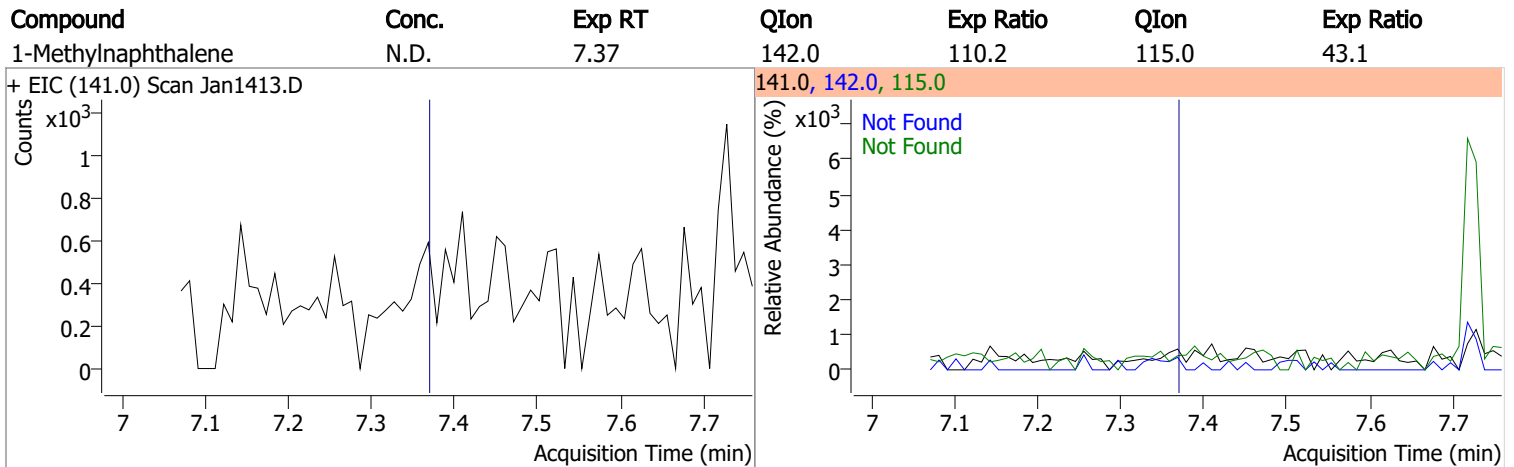 Compound Conc. Exp RT QIon Exp Ratio QIon Exp Ratio
1-Methylnaphthalene N.D. 7.37 142.0 110.2 115.0 43.1
+ EIC (141.0) Scan Jan1413.D
Counts
x10³
1
0.8
0.6
0.4
0.2
0
7 7.1 7.2 7.3 7.4 7.5 7.6 7.7
Acquisition Time (min)
141.0, 142.0, 115.0
Relative Abundance (%)
x10³
Not Found
Not Found
6
5
4
3
2
1
0
7 7.1 7.2 7.3 7.4 7.5 7.6 7.7
Acquisition Time (min)